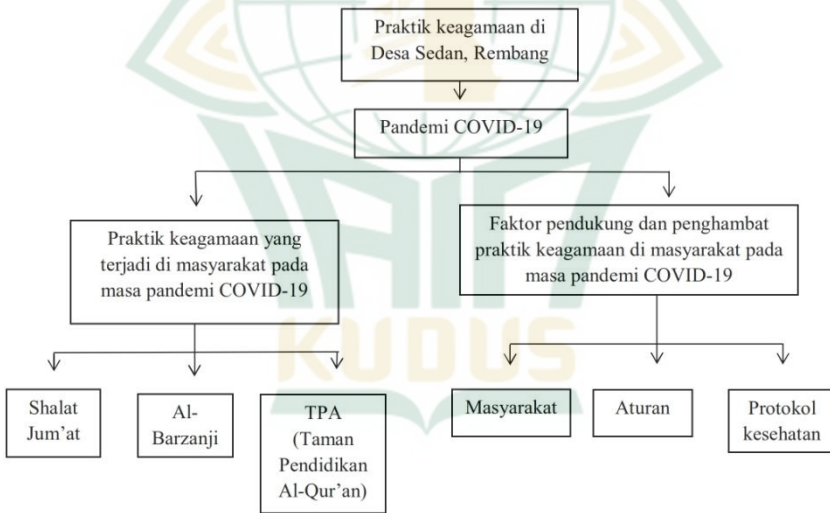 Praktik keagamaan di
Desa Sedan, Rembang
Pandemi COVID-19
Praktik keagamaan yang
terjadi di masyarakat pada
masa pandemi COVID-19
Faktor pendukung dan penghambat
praktik keagamaan di masyarakat pada
masa pandemi COVID-19
Shalat
Jum’at
Al-
Barzanji
TPA
(Taman
Pendidikan
Al-Qur’an)
Masyarakat
Aturan
Protokol
kesehatan
IAIN
KUDUS